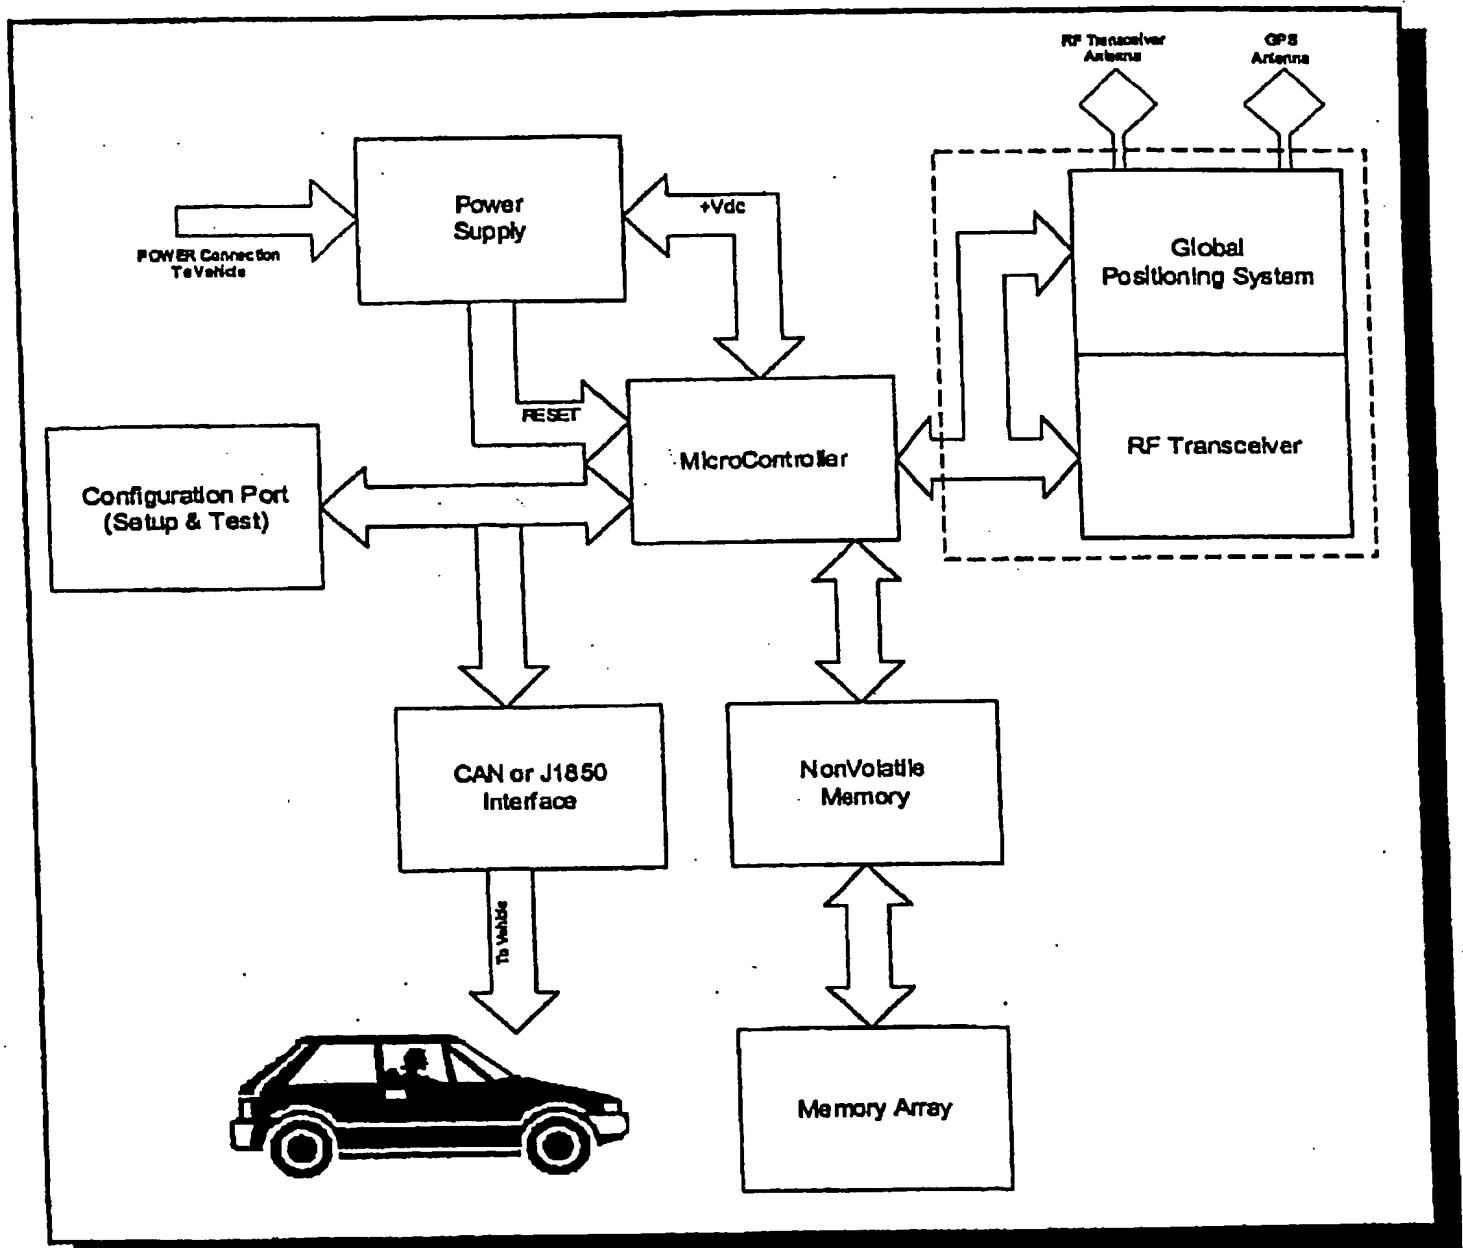 RF Transceiver
Antenna
GPS
Antenna
Power
Supply
+Vdc
POWER Connection
To Vehicle
Global
Positioning System
RESET
MicroController
RF Transceiver
Configuration Port
(Setup & Test)
CAN or J1850
Interface
NonVolatile
Memory
To Vehicle
Memory Array